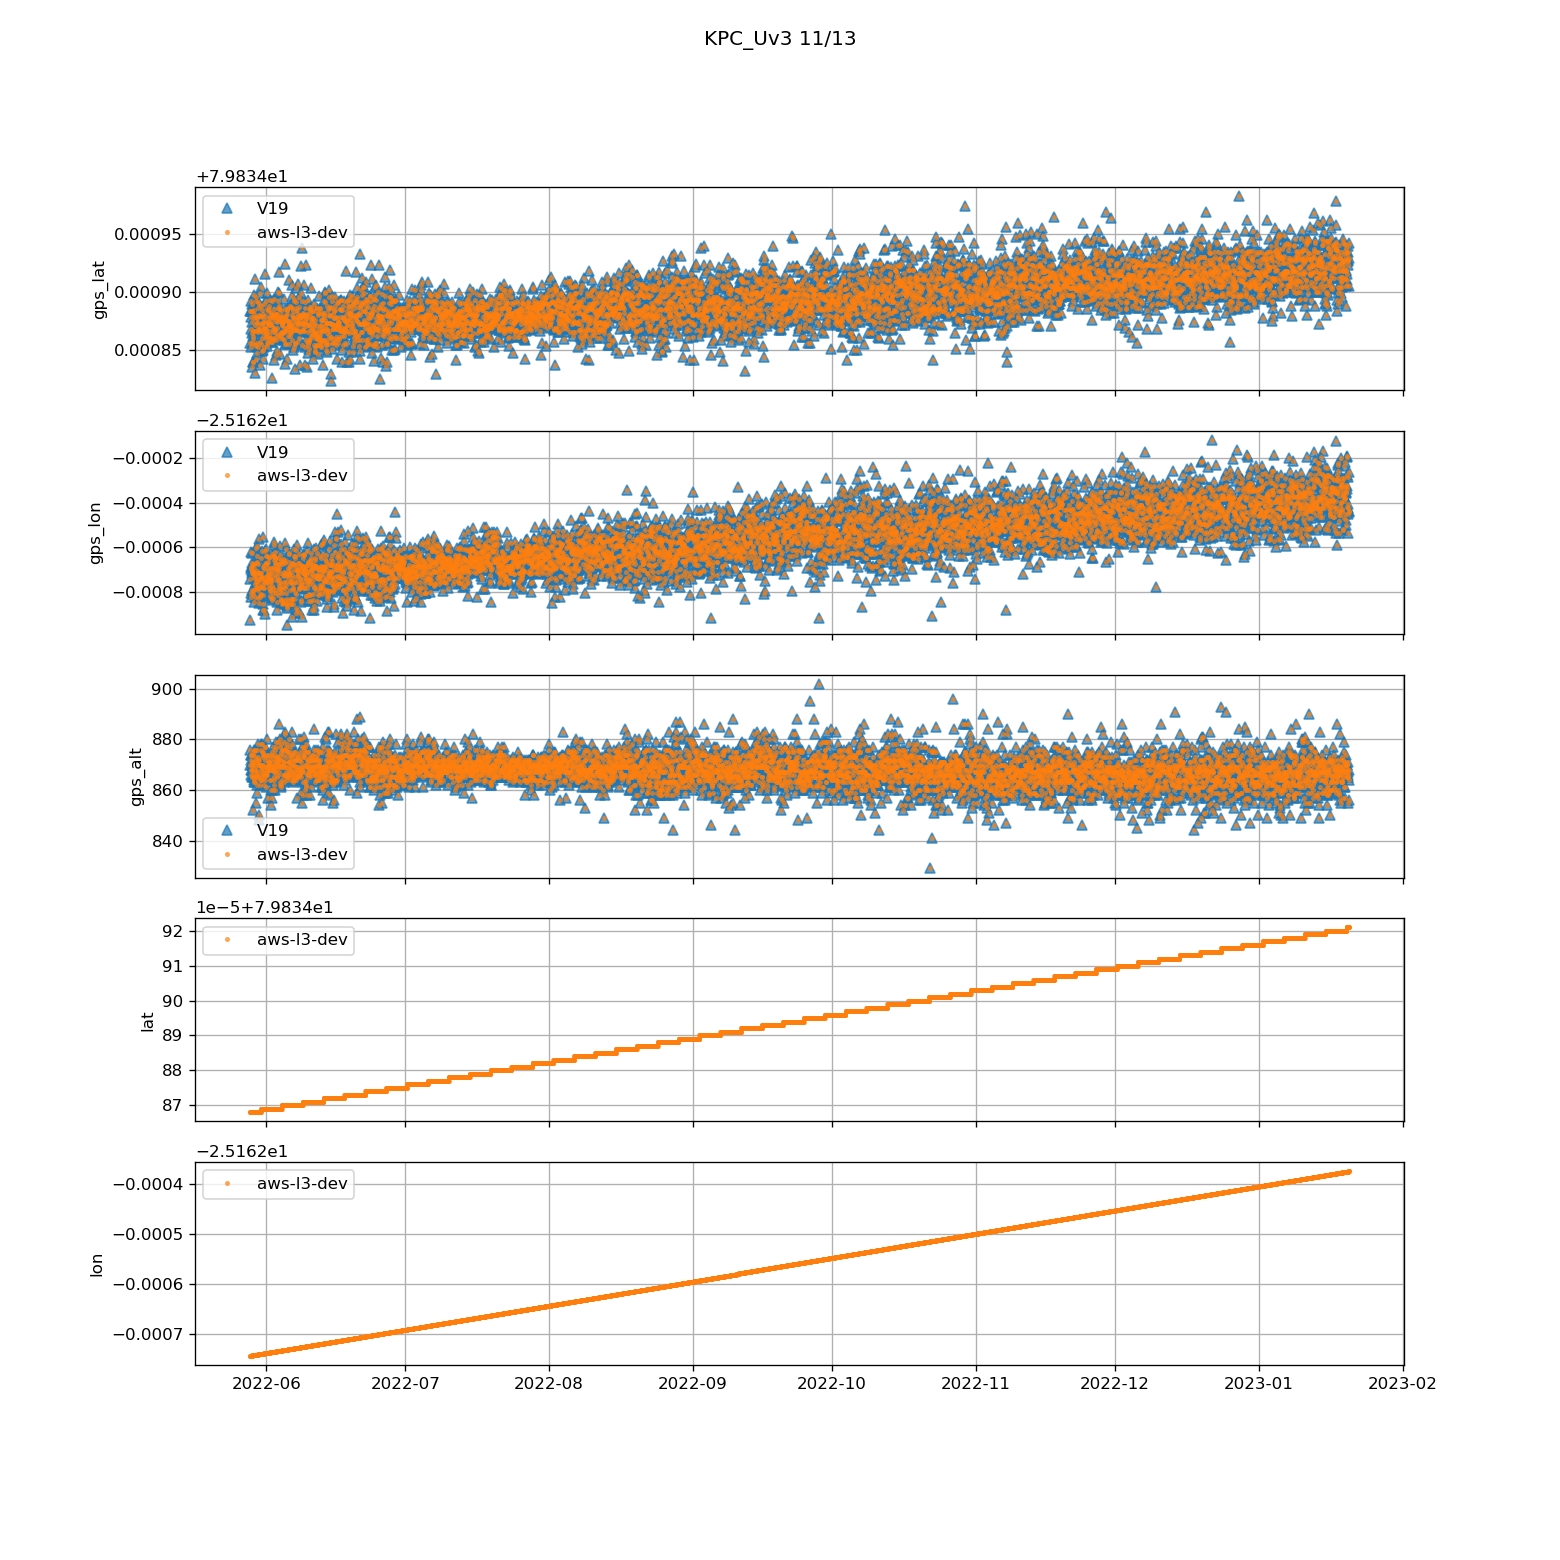 KPC_Uv3 11/13
+7.9834e1
V19
aws-l3-dev
0.00095
0.00090
0.00085
gps_lat
−2.5162e1
V19
aws-l3-dev
−0.0002
−0.0004
−0.0006
−0.0008
gps_lon
900
880
860
840
gps_alt
V19
aws-l3-dev
1e−5+7.9834e1
aws-l3-dev
92
91
90
89
88
87
lat
−2.5162e1
aws-l3-dev
−0.0004
−0.0005
−0.0006
−0.0007
lon
2022-06 2022-07 2022-08 2022-09 2022-10 2022-11 2022-12 2023-01 2023-02